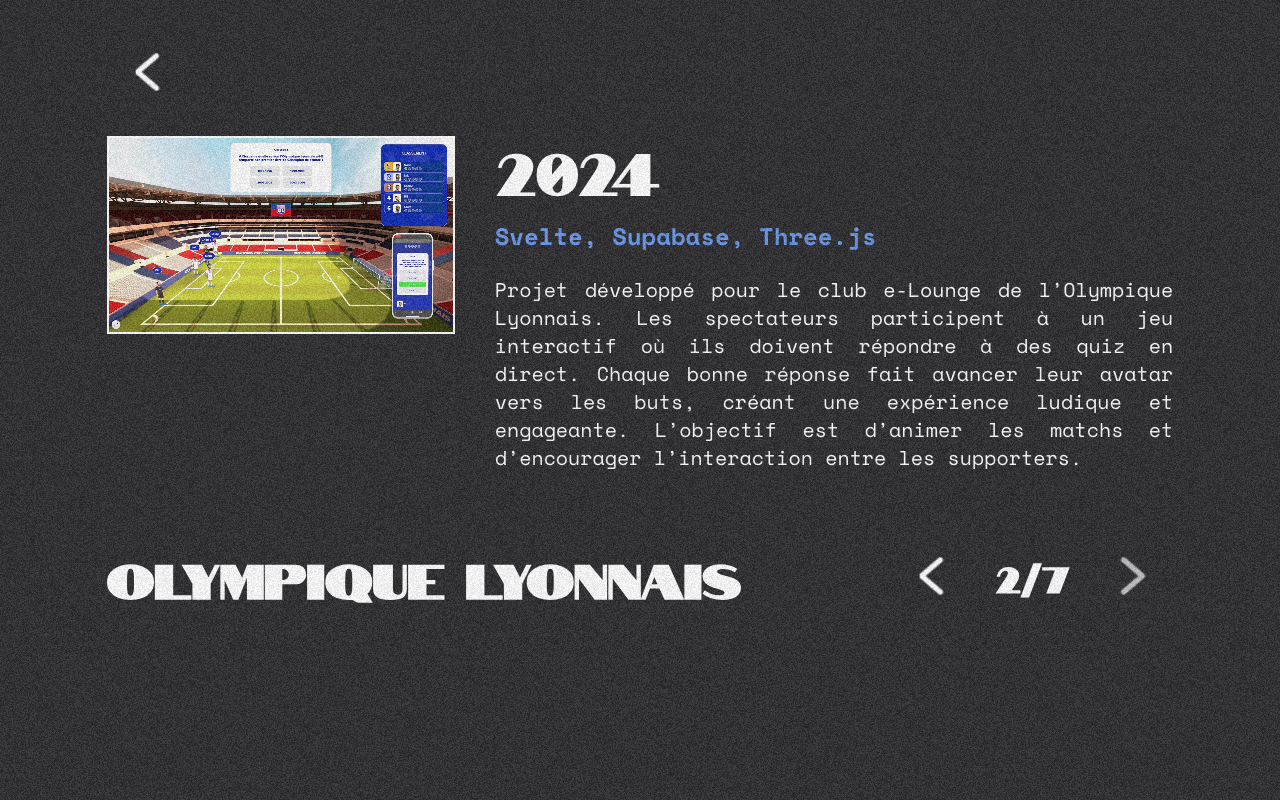 CLASSEMENT
2024
Svelte, Supabase, Three.js
Projet développé pour le club e-Lounge de l’Olympique
Lyonnais. Les spectateurs participent à un jeu
interactif où ils doivent répondre à des quiz en
direct. Chaque bonne réponse fait avancer leur avatar
vers les buts, créant une expérience ludique et
engageante. L’objectif est d’animer les matchs et
d’encourager l’interaction entre les supporters.
OLYMPIQUE LYONNAIS
2/7